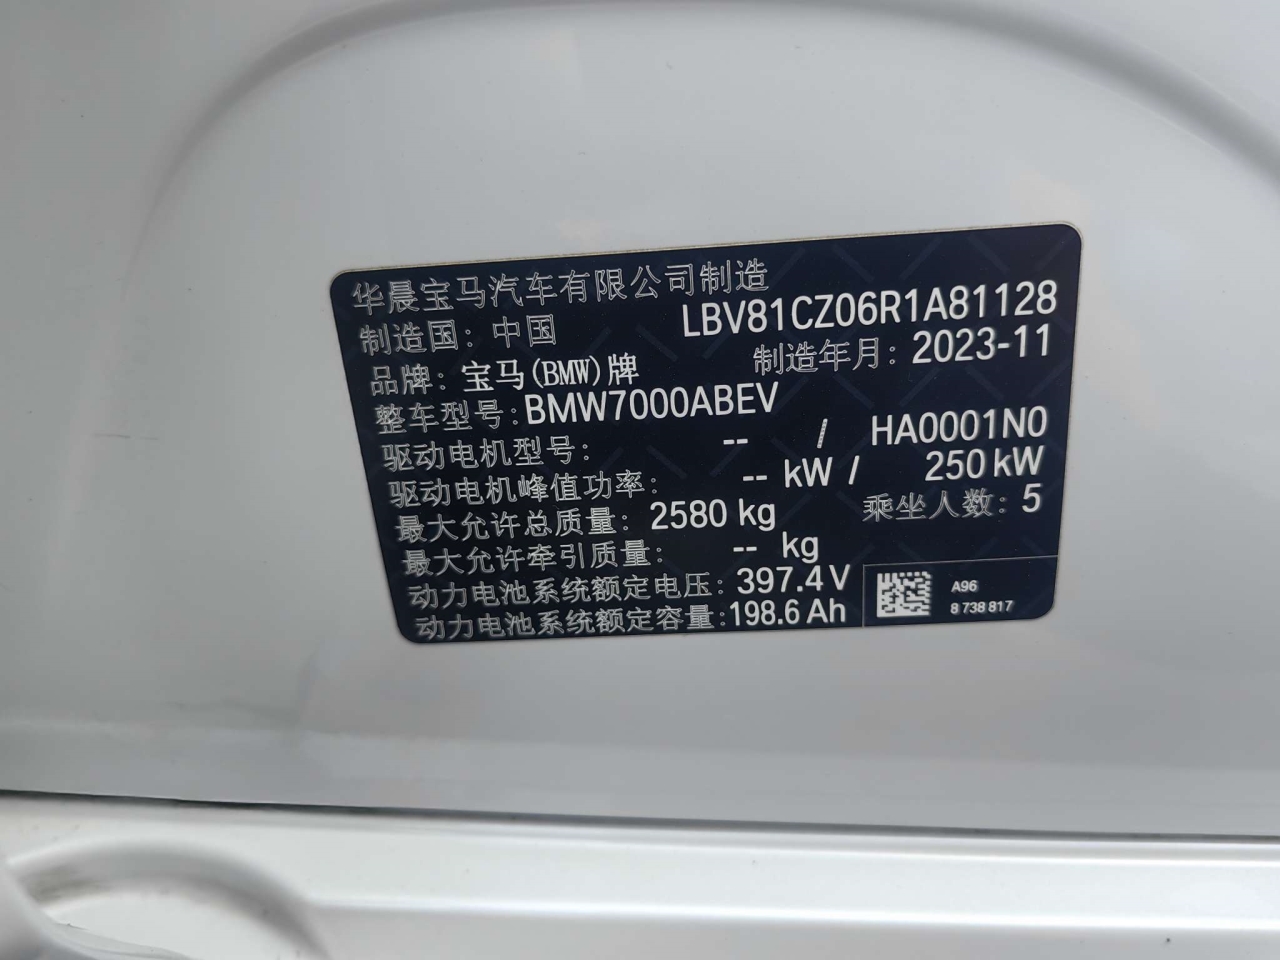 华晨宝马汽车有限公司制造
LBV81CZ06R1A81128
制造国：中国
制造年月：2023-11
品牌：宝马(BMW)牌
整车型号：BMW7000ABEV
驱动电机型号： -- / HA0001N0
驱动电机峰值功率： -- kW / 250 kW
最大允许总质量：2580 kg 乘坐人数：5
最大允许牵引质量： -- kg
动力电池系统额定电压：397.4 V
动力电池系统额定容量：198.6 Ah
A96
8 738 817